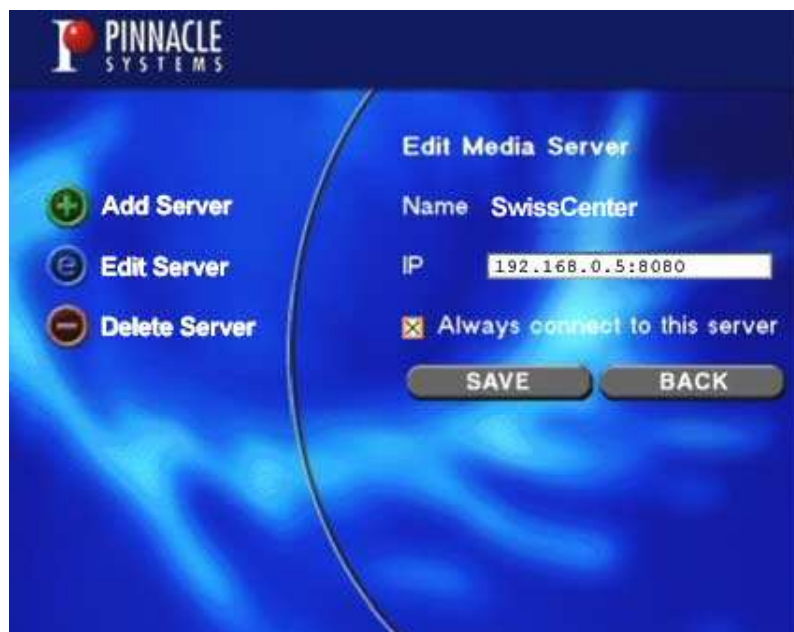 PINNACLE
SYSTEMS
Add Server
Edit Server
Delete Server
Edit Media Server
Name SwissCenter
IP 192.168.0.5:8080
Always connect to this server
SAVE BACK